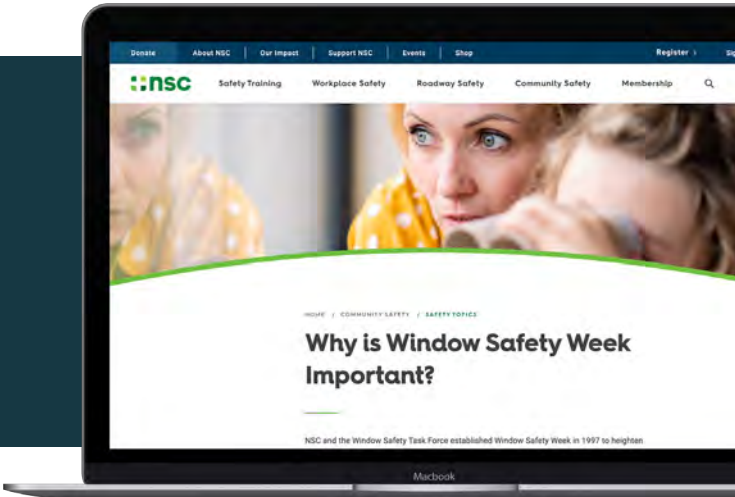 Donate About NSC Our Impact Support NSC Events Shop Register
nsc Safety Training Workplace Safety Roadway Safety Community Safety Membership
HOME / COMMUNITY SAFETY / SAFETY TOPICS
Why is Window Safety Week
Important?
NSC and the Window Safety Task Force established Window Safety Week in 1997 to heighten
Macbook